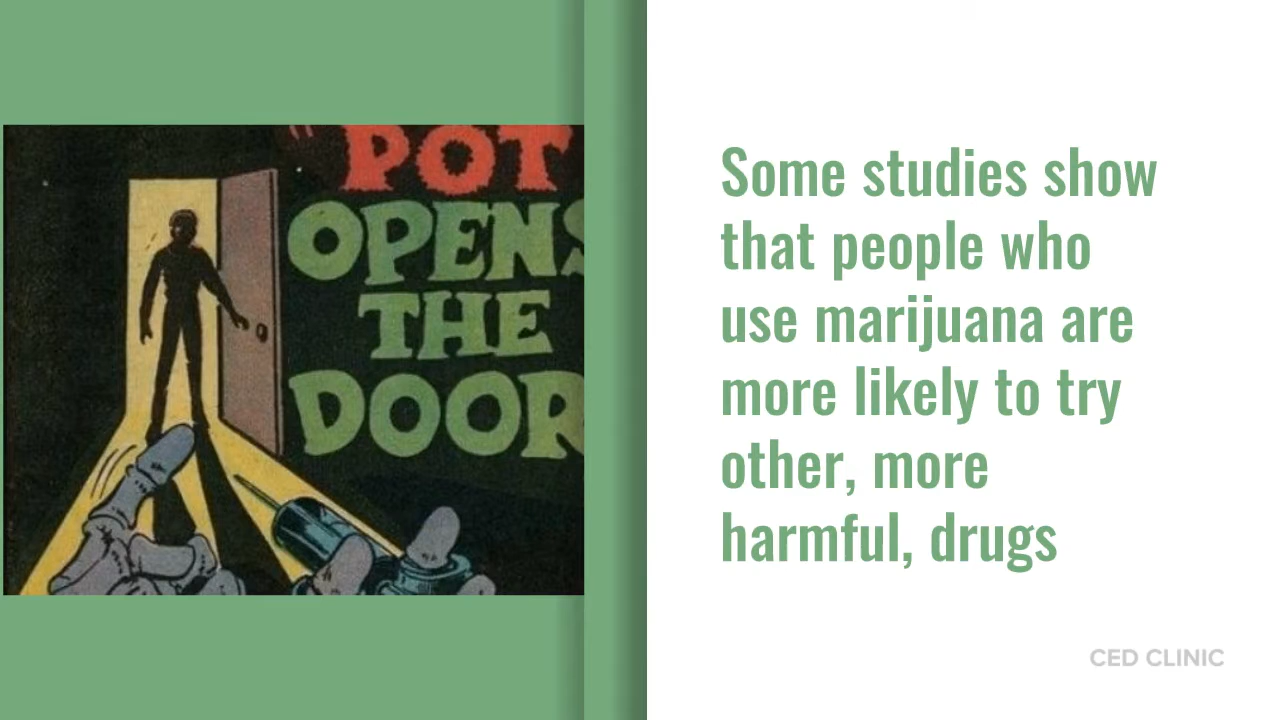 "POT
OPENS
THE
DOOR
Some studies show
that people who
use marijuana are
more likely to try
other, more
harmful, drugs
CED CLINIC